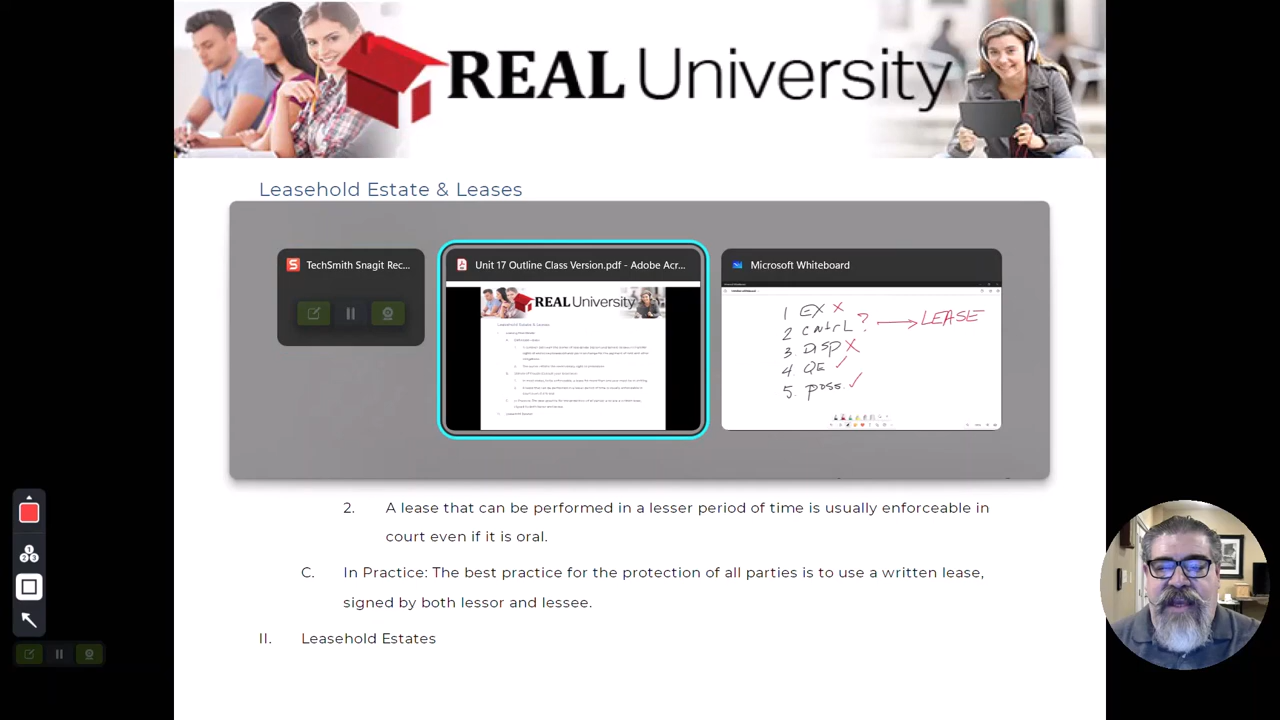 REAL University
Leasehold Estate & Leases
TechSmith Snagit Rec...
Unit 17 Outline Class Version.pdf - Adobe Acr...
Microsoft Whiteboard
REAL University
Leasehold Estate & Leases
1 EX X
2 CNtrL ?
LEASE
3. DISP X
4. QE ✓
5. poss. ✓
2. A lease that can be performed in a lesser period of time is usually enforceable in
court even if it is oral.
C. In Practice: The best practice for the protection of all parties is to use a written lease,
signed by both lessor and lessee.
II. Leasehold Estates